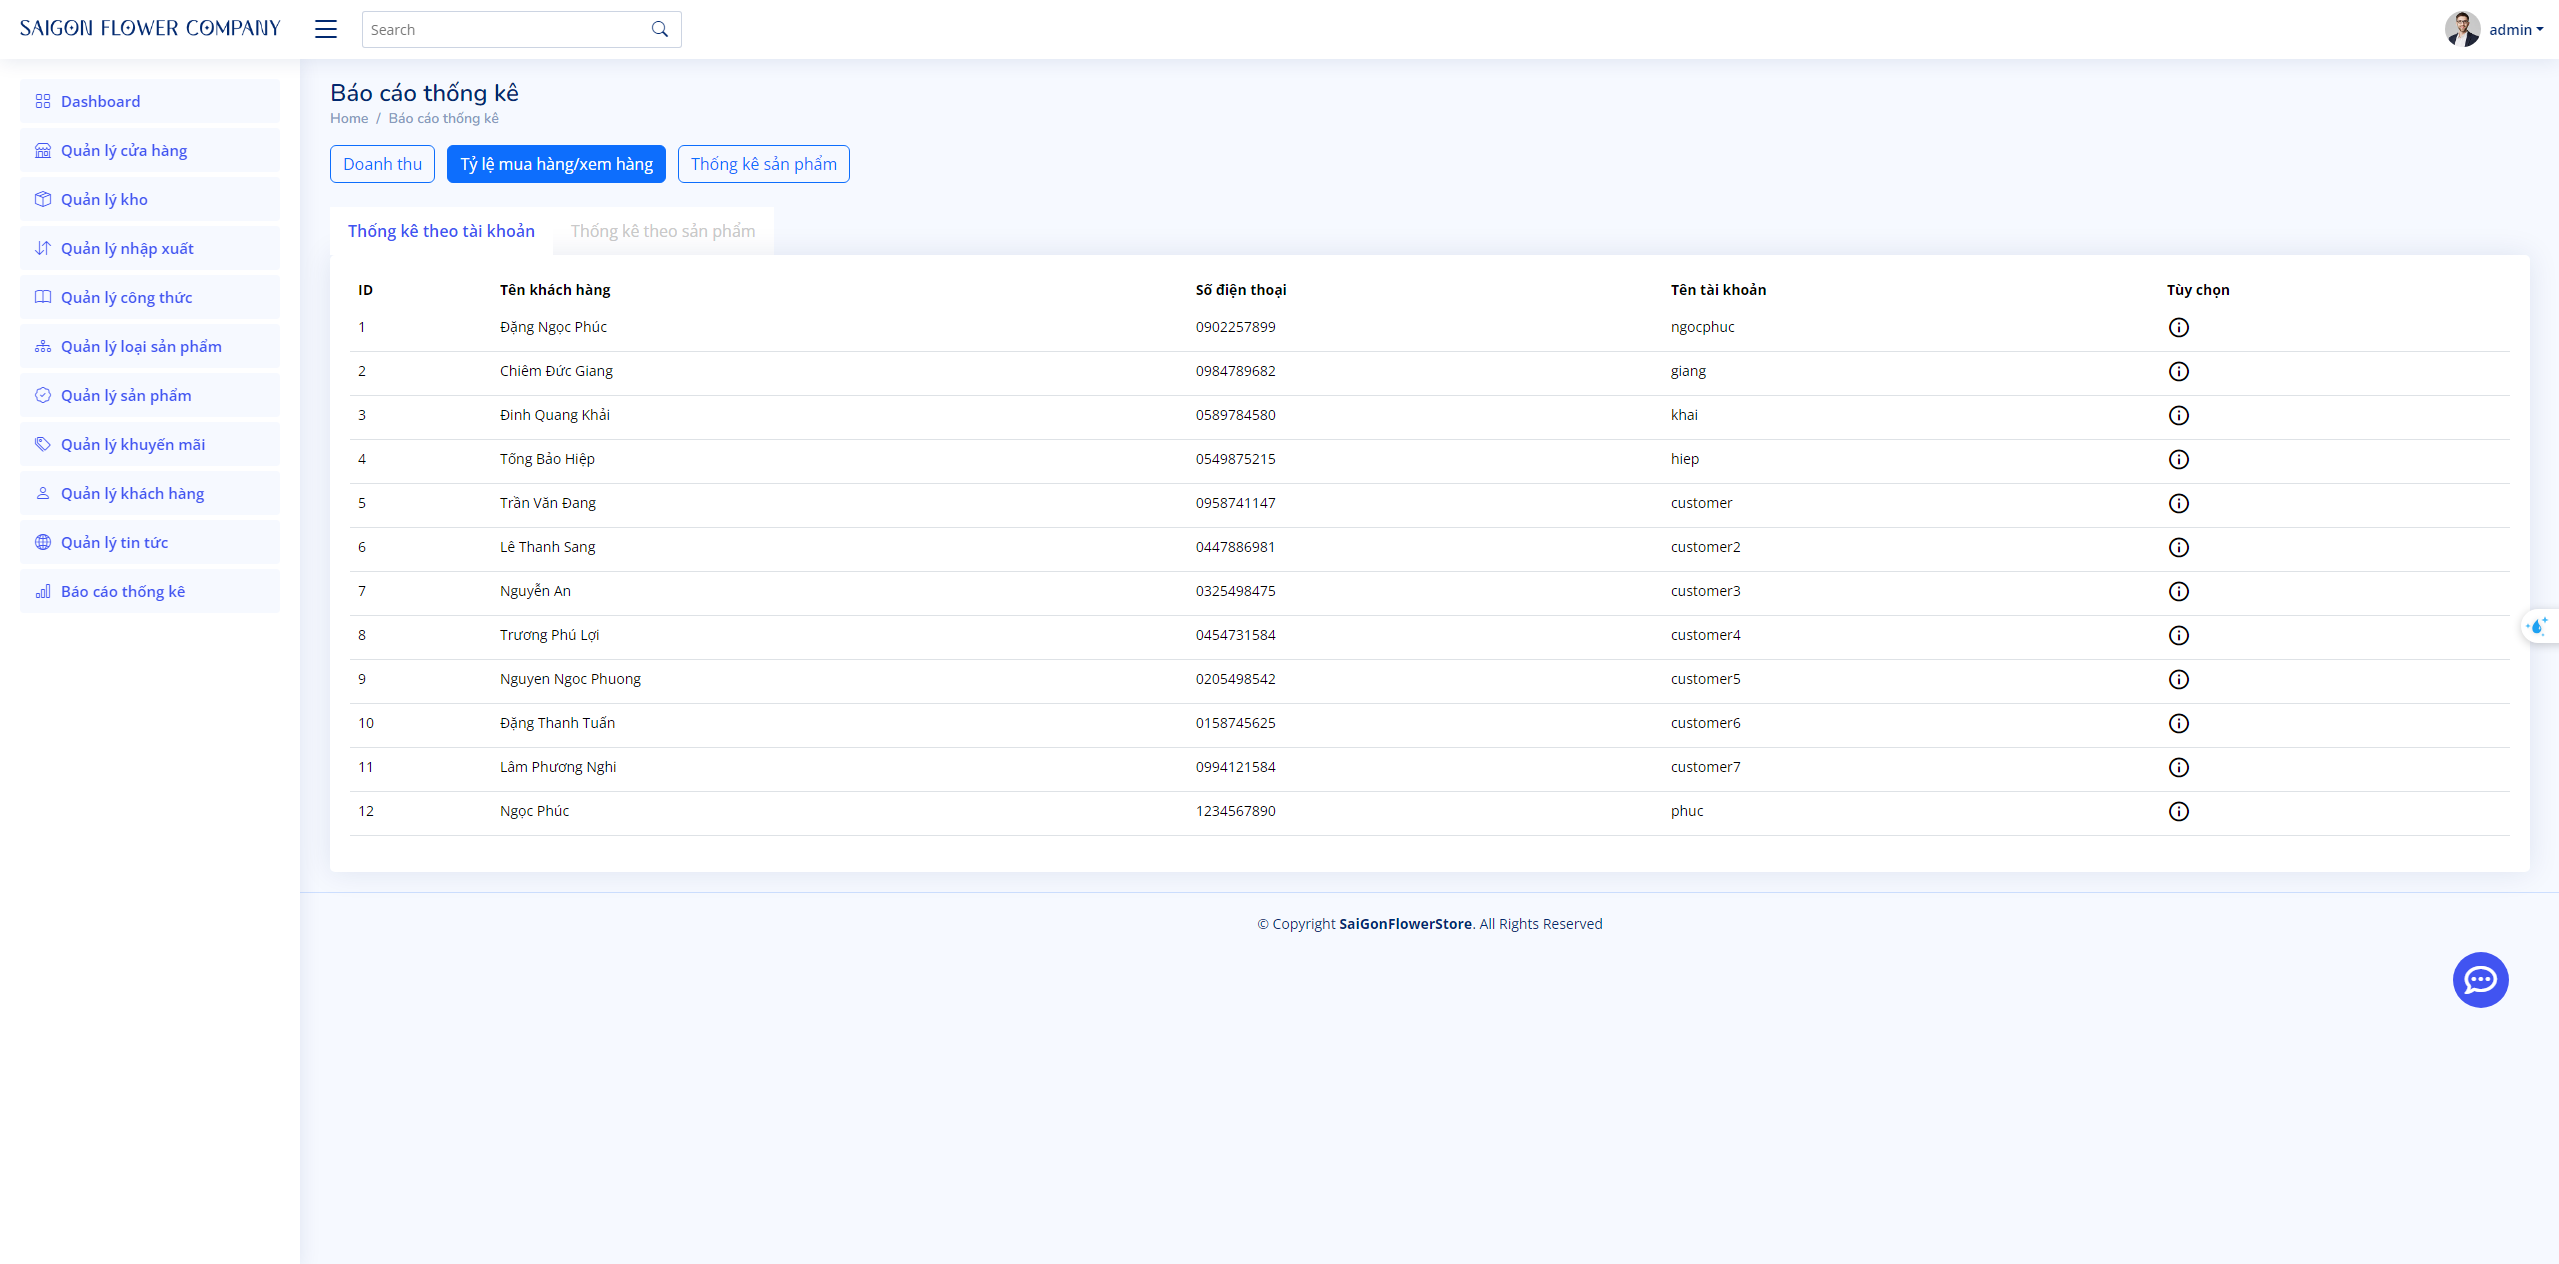 SAIGON FLOWER COMPANY
Search
admin
Dashboard
Quản lý cửa hàng
Quản lý kho
Quản lý nhập xuất
Quản lý công thức
Quản lý loại sản phẩm
Quản lý sản phẩm
Quản lý khuyến mãi
Quản lý khách hàng
Quản lý tin tức
Báo cáo thống kê
Báo cáo thống kê
Home / Báo cáo thống kê
Doanh thu Tỷ lệ mua hàng/xem hàng Thống kê sản phẩm
Thống kê theo tài khoản Thống kê theo sản phẩm
ID Tên khách hàng Số điện thoại Tên tài khoản Tùy chọn
1 Đặng Ngọc Phúc 0902257899 ngocphuc
2 Chiêm Đức Giang 0984789682 giang
3 Đinh Quang Khải 0589784580 khai
4 Tống Bảo Hiệp 0549875215 hiep
5 Trần Văn Đang 0958741147 customer
6 Lê Thanh Sang 0447886981 customer2
7 Nguyễn An 0325498475 customer3
8 Trương Phú Lợi 0454731584 customer4
9 Nguyen Ngoc Phuong 0205498542 customer5
10 Đặng Thanh Tuấn 0158745625 customer6
11 Lâm Phương Nghi 0994121584 customer7
12 Ngọc Phúc 1234567890 phuc
© Copyright SaiGonFlowerStore. All Rights Reserved